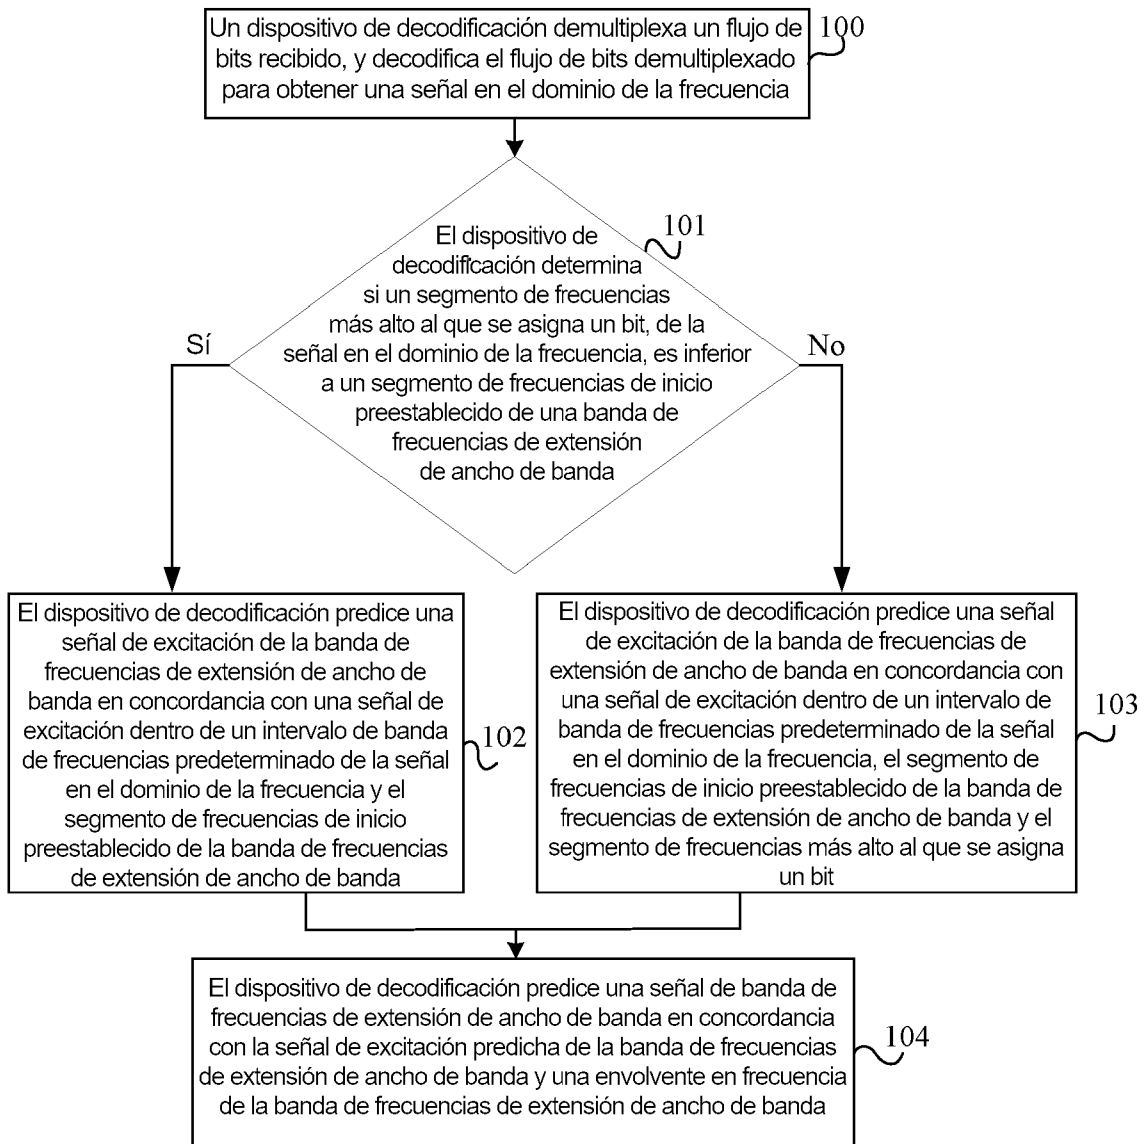 Un dispositivo de decodificación demultiplexa un flujo de
bits recibido, y decodifica el flujo de bits demultiplexado
para obtener una señal en el dominio de la frecuencia
100
El dispositivo de
decodificación determina
si un segmento de frecuencias
más alto al que se asigna un bit, de la
señal en el dominio de la frecuencia, es inferior
a un segmento de frecuencias de inicio
preestablecido de una banda de
frecuencias de extensión
de ancho de banda
101
Sí
No
El dispositivo de decodificación predice una
señal de excitación de la banda de
frecuencias de extensión de ancho de
banda en concordancia con una señal de
excitación dentro de un intervalo de banda
de frecuencias predeterminado de la señal
en el dominio de la frecuencia y el
segmento de frecuencias de inicio
preestablecido de la banda de frecuencias
de extensión de ancho de banda
102
El dispositivo de decodificación predice una señal
de excitación de la banda de frecuencias de
extensión de ancho de banda en concordancia con
una señal de excitación dentro de un intervalo de
banda de frecuencias predeterminado de la señal
en el dominio de la frecuencia, el segmento de
frecuencias de inicio preestablecido de la banda de
frecuencias de extensión de ancho de banda y el
segmento de frecuencias más alto al que se asigna
un bit
103
El dispositivo de decodificación predice una señal de banda de
frecuencias de extensión de ancho de banda en concordancia
con la señal de excitación predicha de la banda de frecuencias
de extensión de ancho de banda y una envolvente en frecuencia
de la banda de frecuencias de extensión de ancho de banda
104